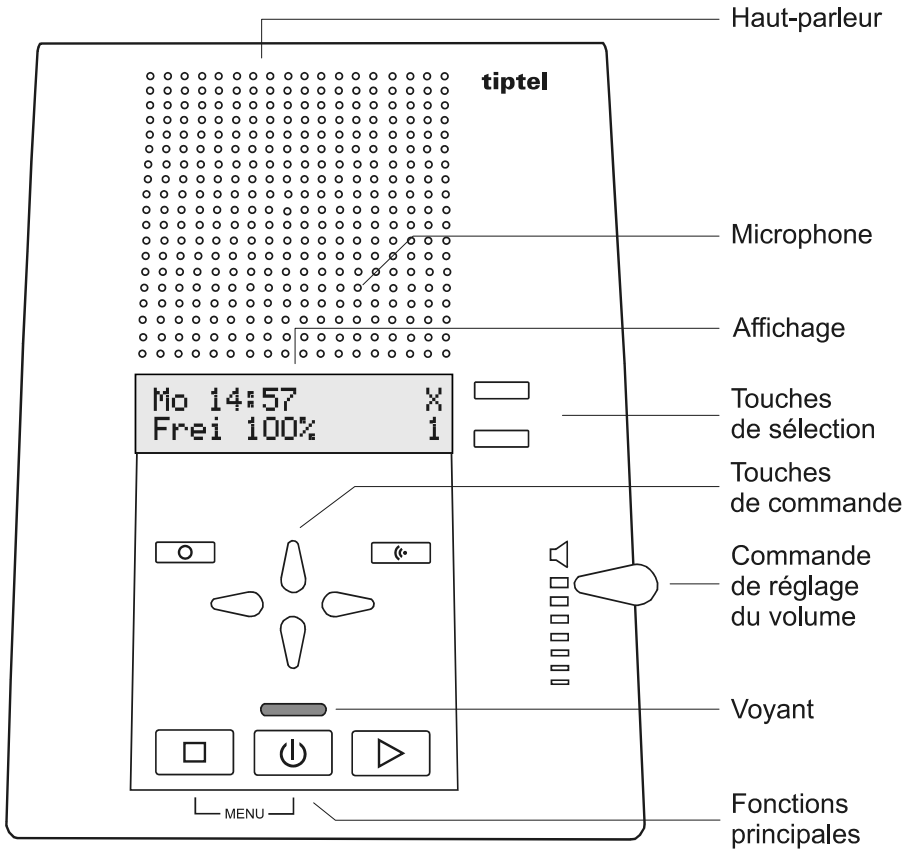 Haut-parleur
tiptel
Microphone
Affichage
Mo 14:57 X
Frei 100% 1
Touches
de sélection
Touches
de commande
Commande
de réglage
du volume
Voyant
MENU
Fonctions
principales